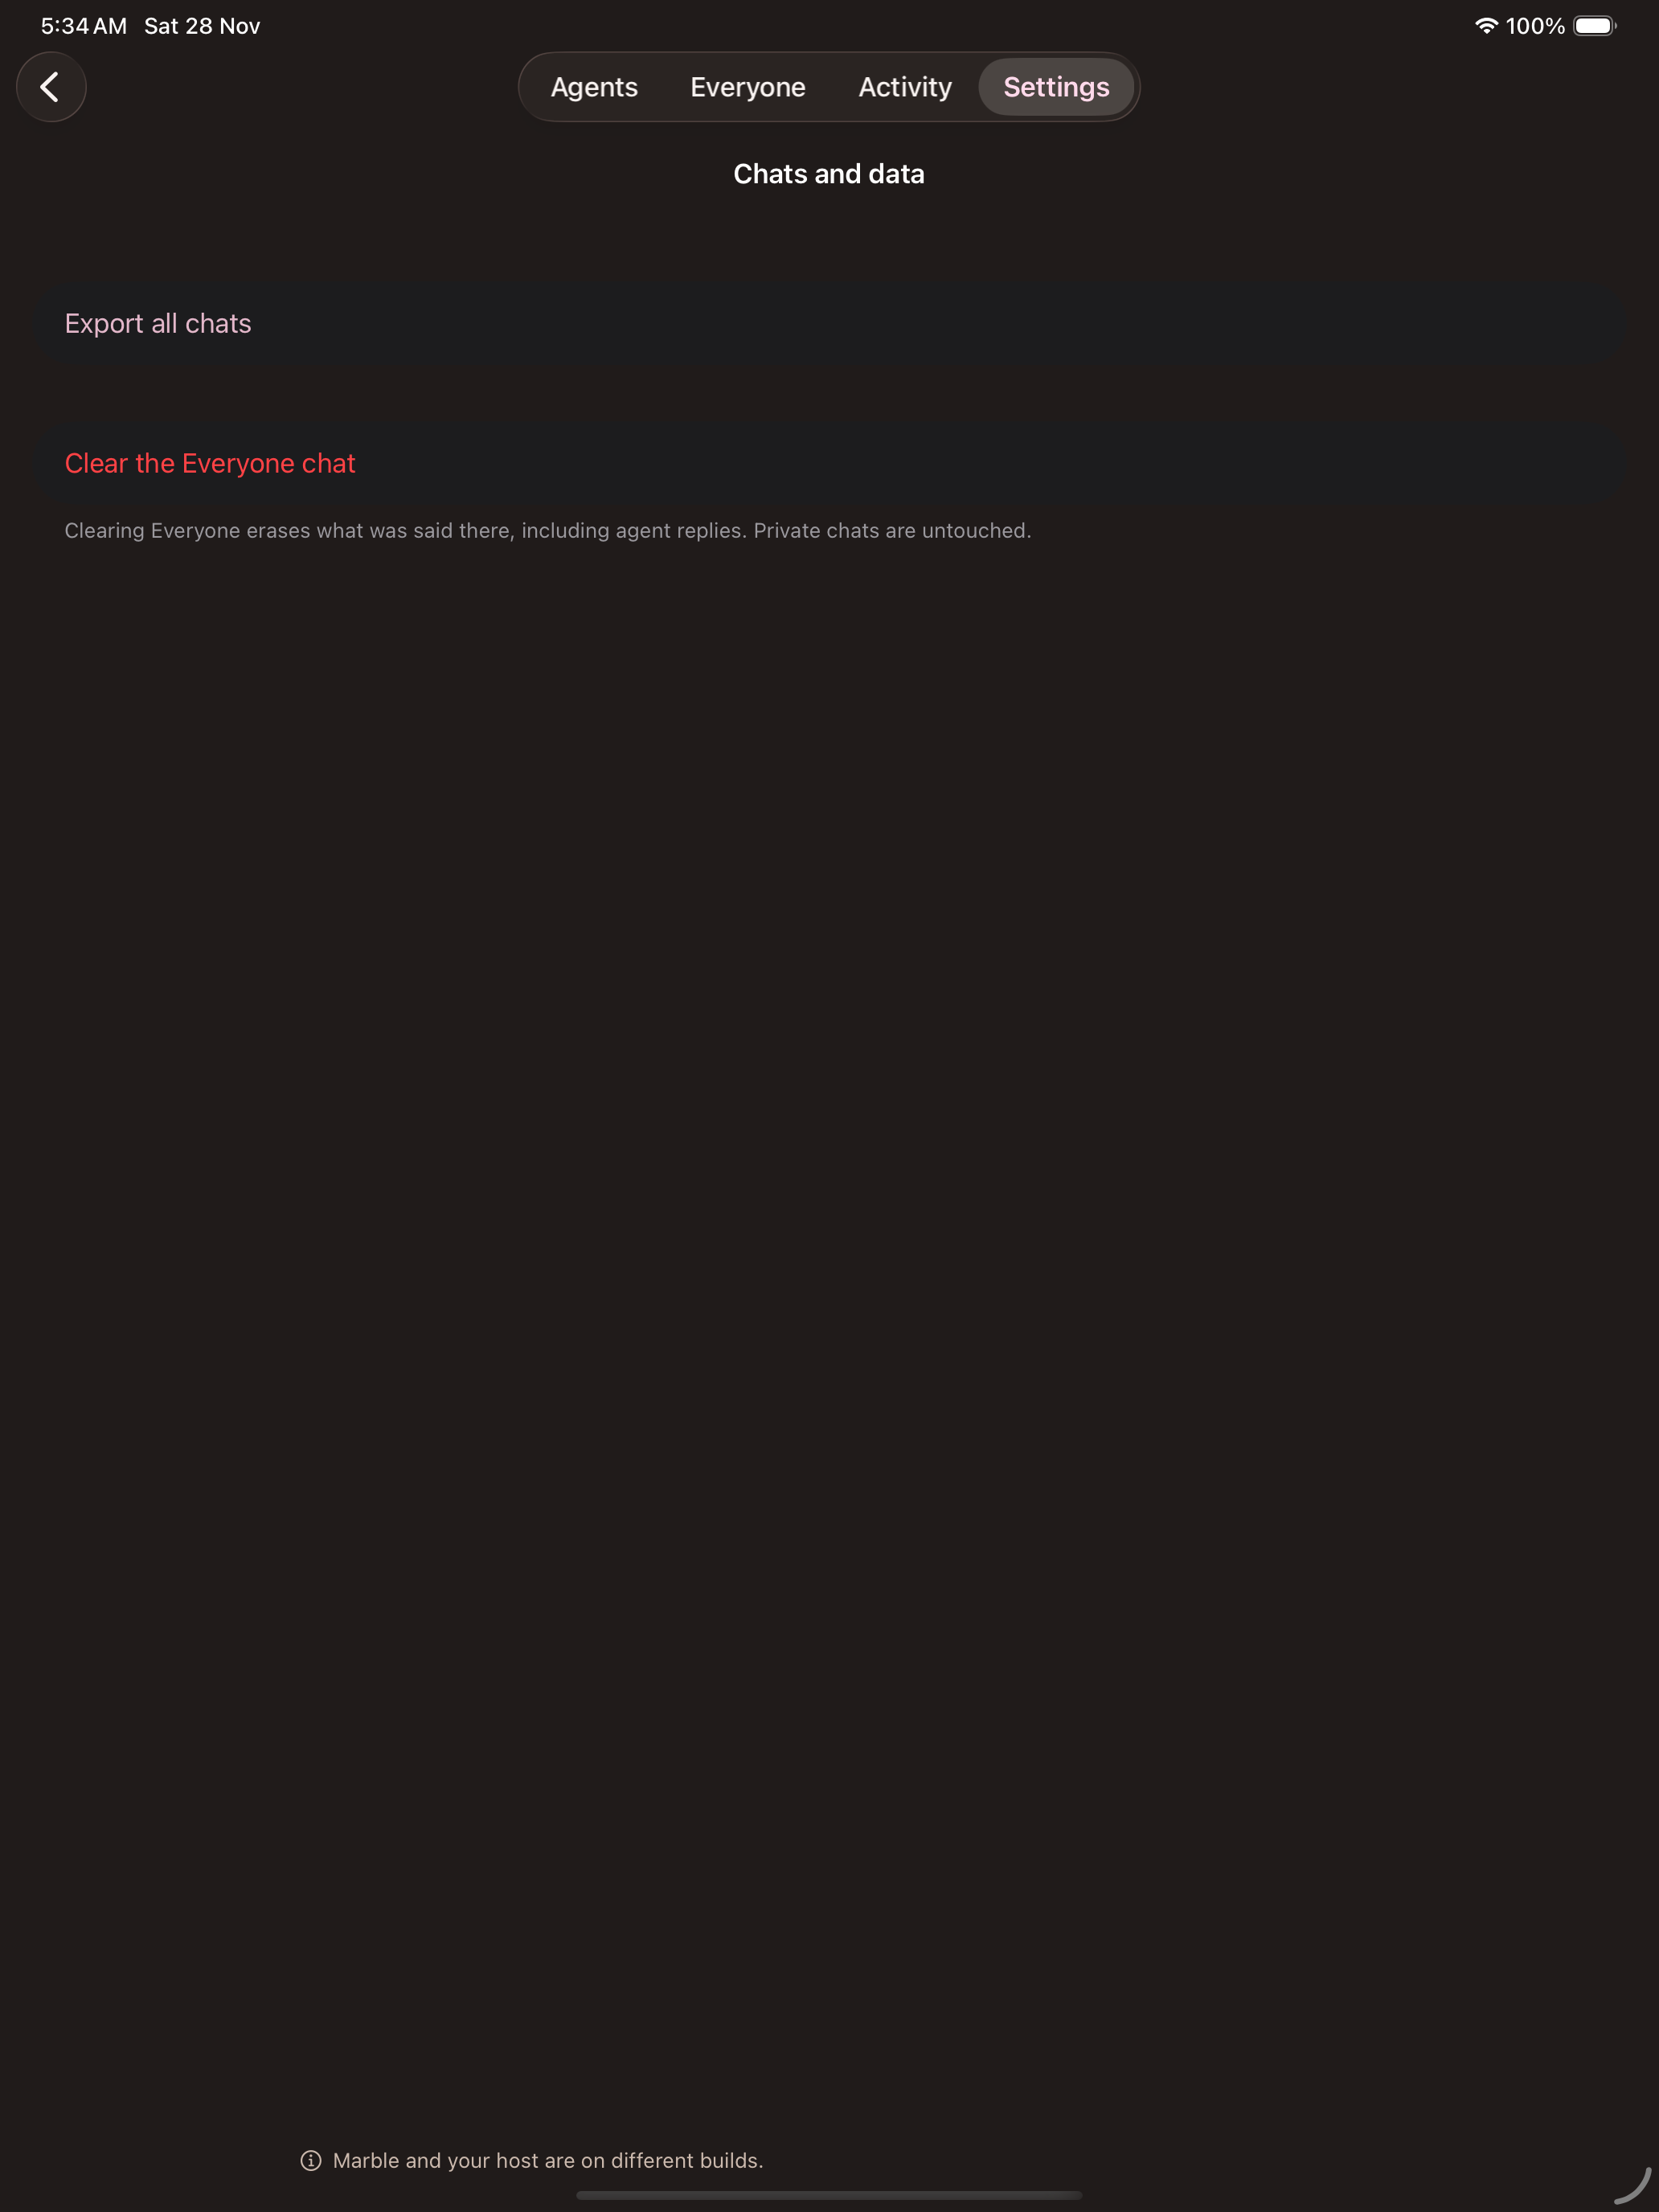 5:34 AM Sat 28 Nov
100%
Agents Everyone Activity Settings
Chats and data
Export all chats
Clear the Everyone chat
Clearing Everyone erases what was said there, including agent replies. Private chats are untouched.
Marble and your host are on different builds.